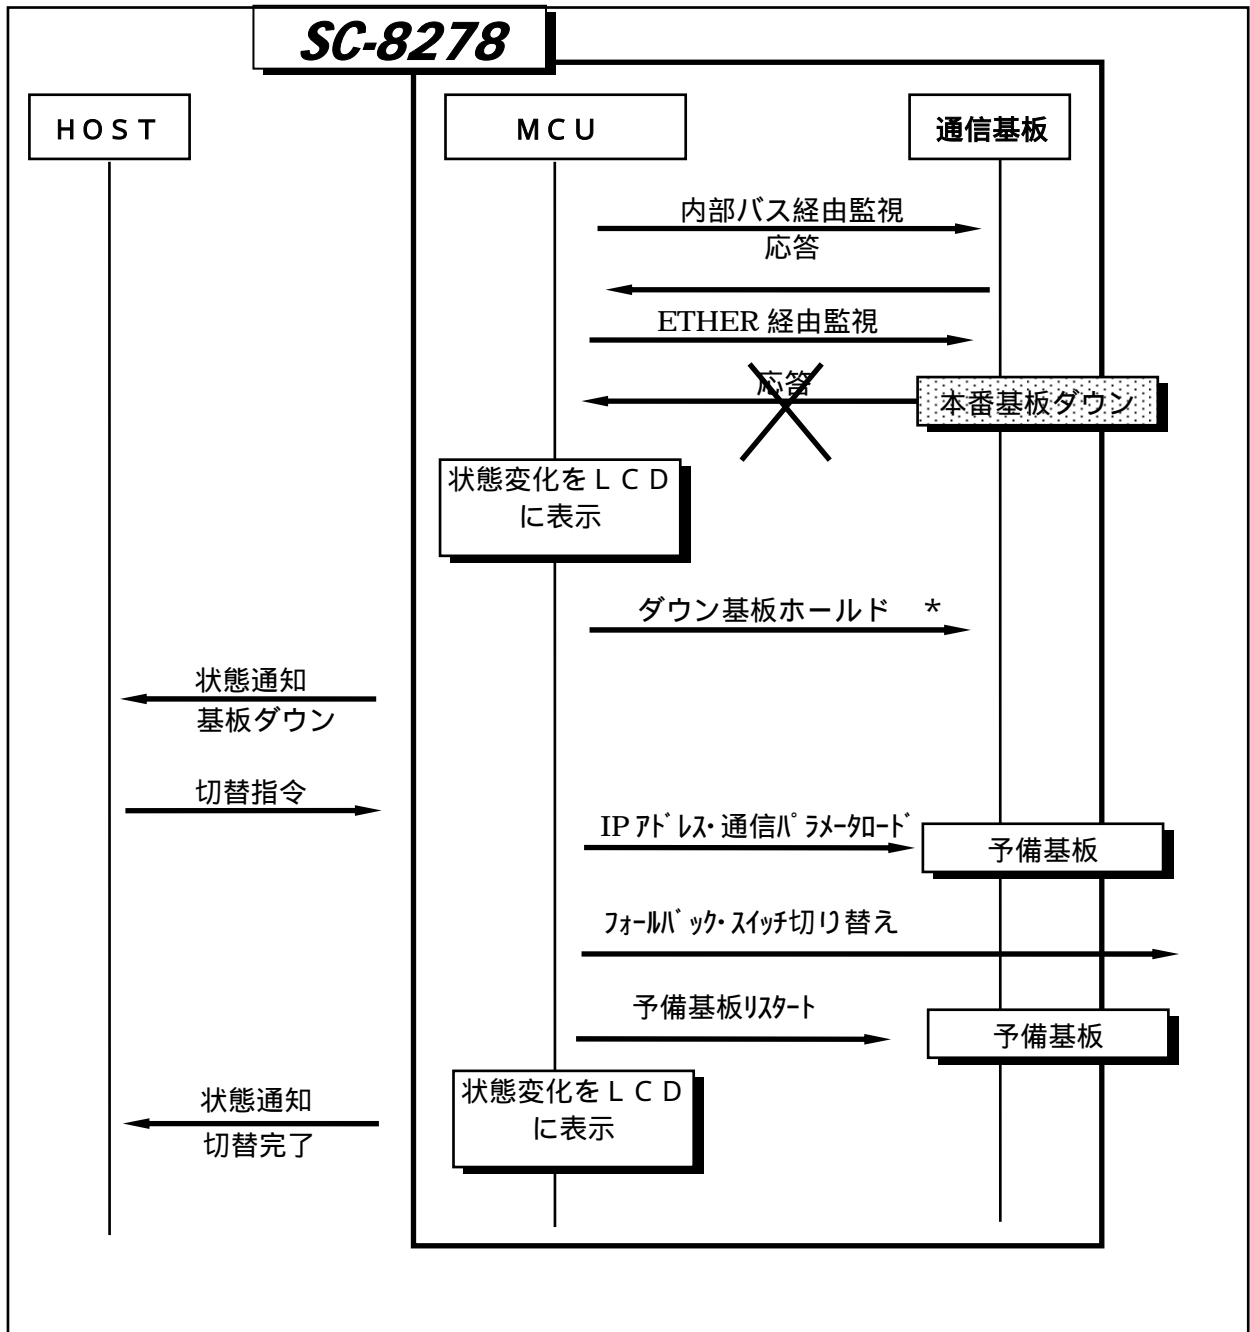 SC-8278
ＨＯＳＴ
ＭＣＵ
通信基板
内部バス経由監視
応答
ETHER 経由監視
応答
本番基板ダウン
状態変化をＬＣＤ
に表示
ダウン基板ホールド　*
状態通知
基板ダウン
切替指令
IP ｱﾄﾞﾚｽ・通信ﾊﾟﾗﾒｰﾀﾛｰﾄﾞ
予備基板
ﾌｫｰﾙﾊﾞｯｸ・ｽｲｯﾁ切り替え
予備基板ﾘｽﾀｰﾄ
予備基板
状態変化をＬＣＤ
に表示
状態通知
切替完了